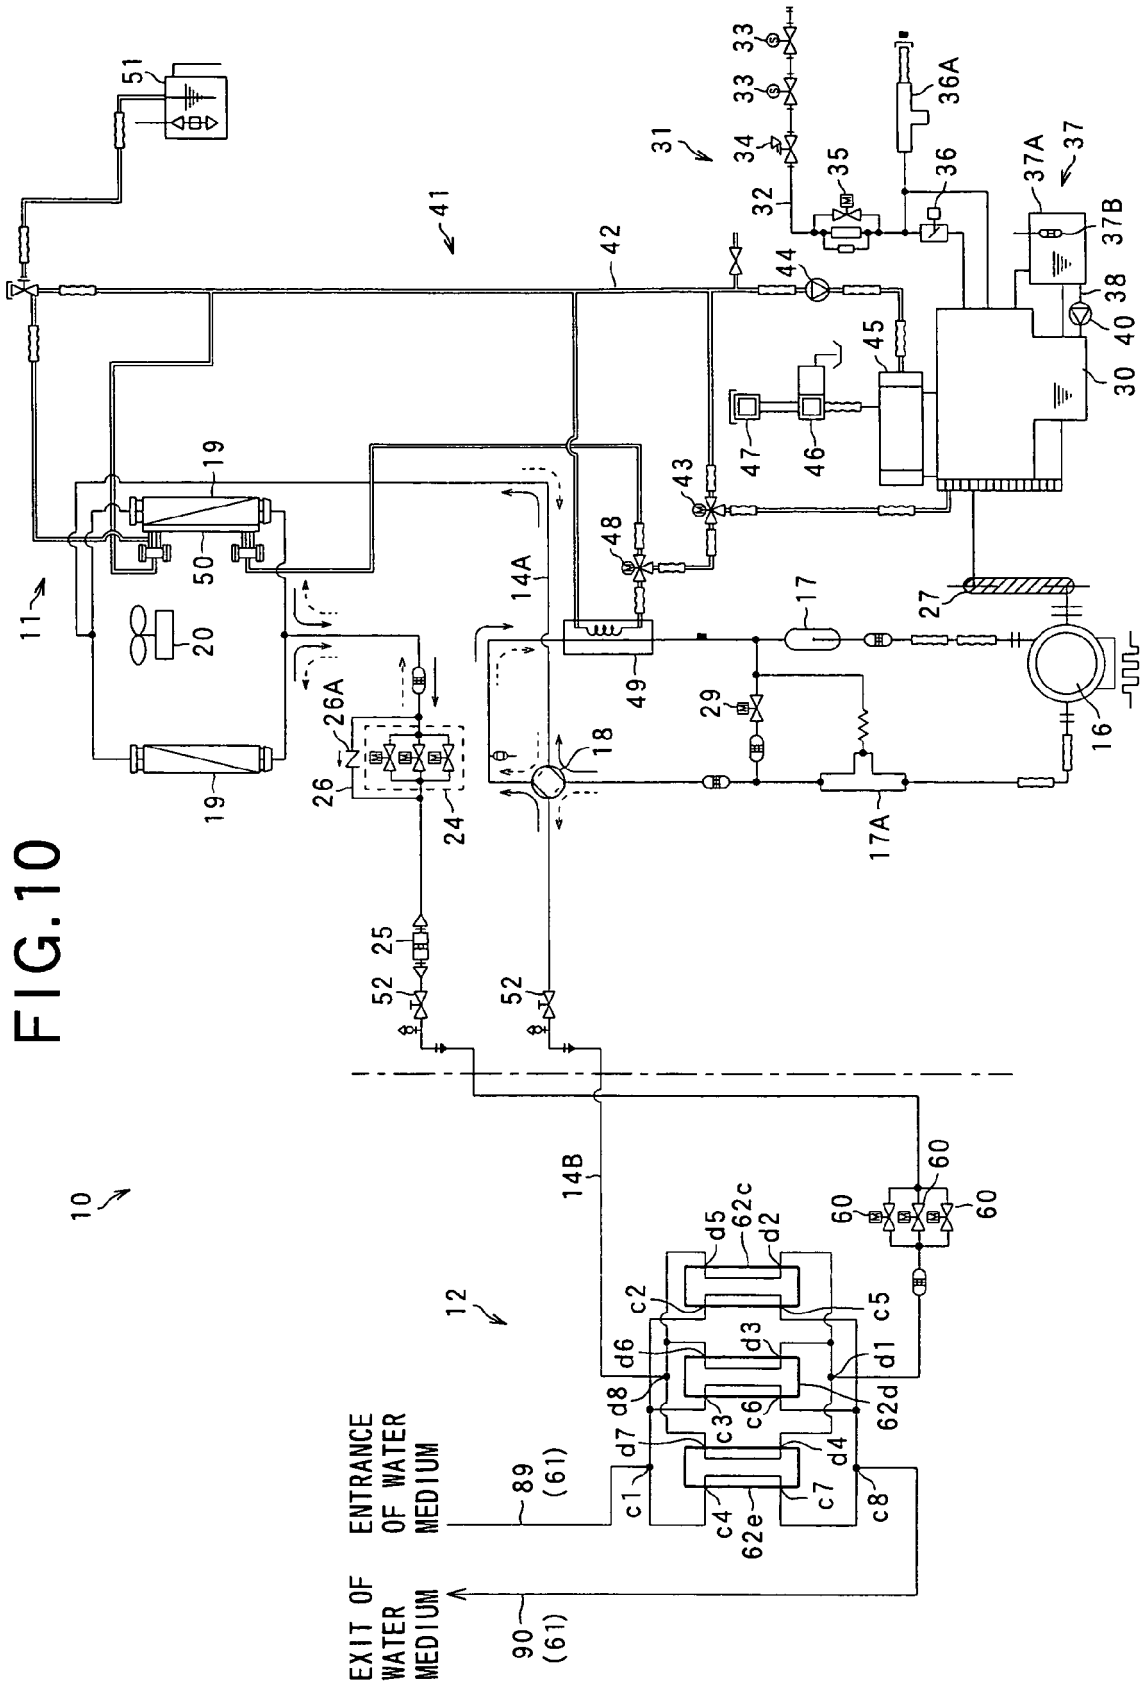 FIG.10
10
11
51
19
20
50
19
41
42
31
33
33
34
32
35
36A
36
37A
37
37B
38
40
30
44
45
47
46
43
48
14A
49
17
27
16
29
17A
18
26A
26
24
25
52
52
14B
12
60
60
60
d5
62c
d2
c2
c5
d6
d3
d1
d8
c3
c6
62d
d7
d4
c1
c4
62e
c7
c8
ENTRANCE
OF WATER
MEDIUM
89
(61)
EXIT OF
WATER
MEDIUM
90
(61)
S
S
M
M
M
M
M
M
M
M